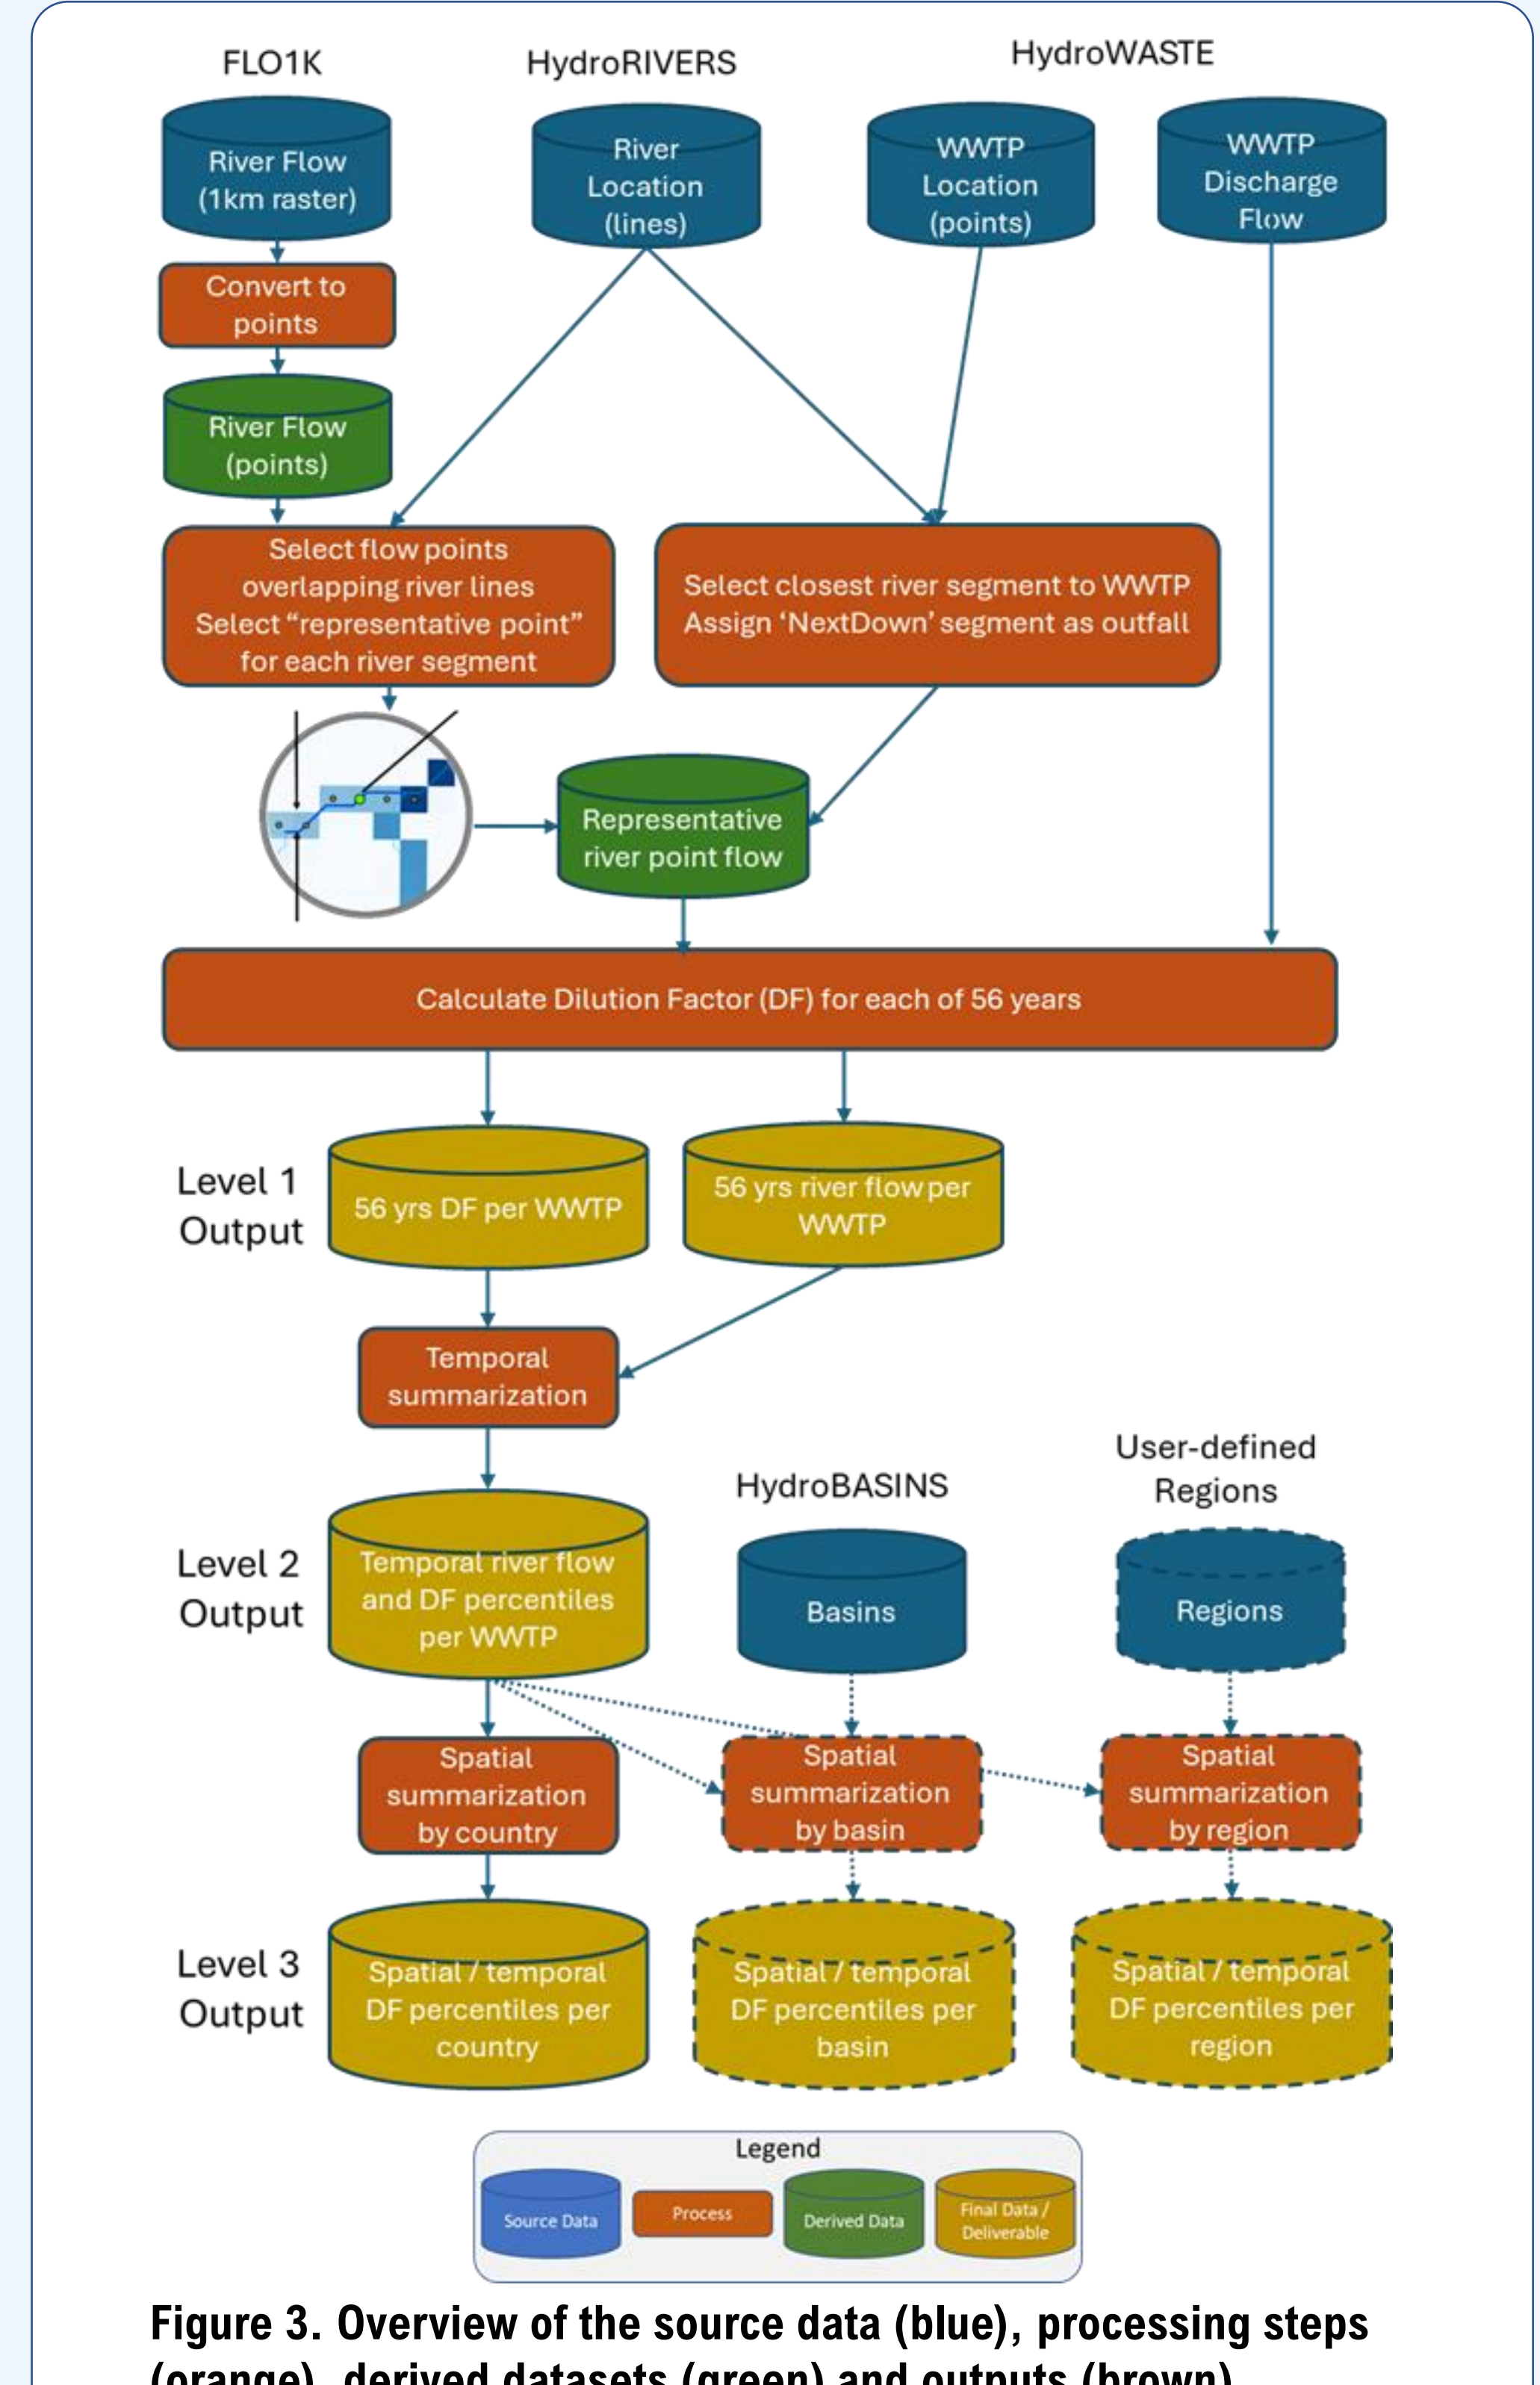 FLO1K
HydroRIVERS
HydroWASTE
River Flow
(1km raster)
River
Location
(lines)
WWTP
Location
(points)
WWTP
Discharge
Flow
Convert to
points
River Flow
(points)
Select flow points
overlapping river lines
Select “representative point”
for each river segment
Select closest river segment to WWTP
Assign ‘NextDown’ segment as outfall
Representative
river point flow
Calculate Dilution Factor (DF) for each of 56 years
Level 1
Output
56 yrs DF per WWTP
56 yrs river flow per
WWTP
Temporal
summarization
HydroBASINS
User-defined
Regions
Level 2
Output
Temporal river flow
and DF percentiles
per WWTP
Basins
Regions
Spatial
summarization
by country
Spatial
summarization
by basin
Spatial
summarization
by region
Level 3
Output
Spatial / temporal
DF percentiles per
country
Spatial / temporal
DF percentiles per
basin
Spatial / temporal
DF percentiles per
region
Legend
Source Data
Process
Derived Data
Final Data /
Deliverable
Figure 3. Overview of the source data (blue), processing steps
(orange), derived datasets (green) and outputs (brown)